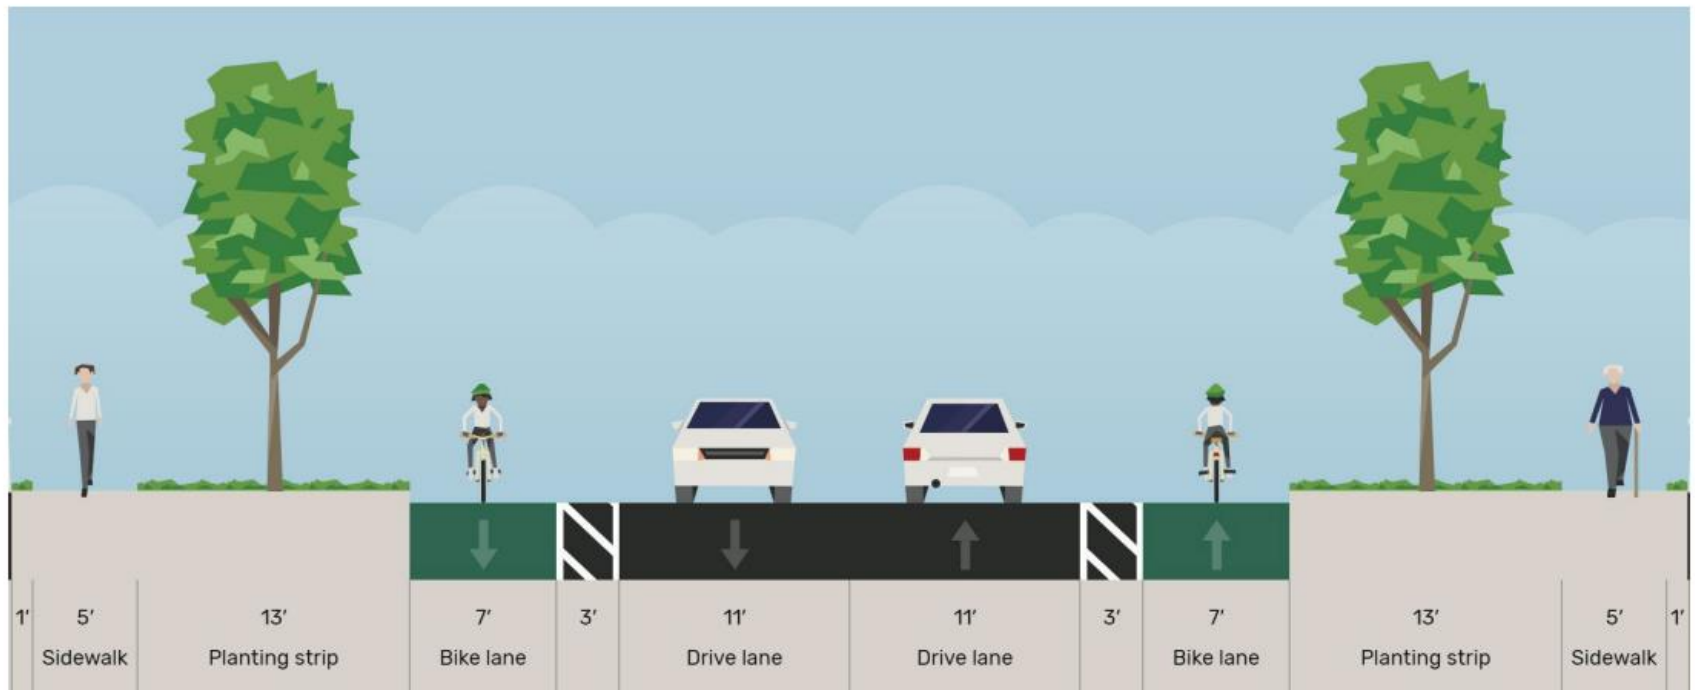 1′ 5′ 13′ 7′ 3′ 11′ 11′ 3′ 7′ 13′ 5′ 1′
Sidewalk Planting strip Bike lane Drive lane Drive lane Bike lane Planting strip Sidewalk